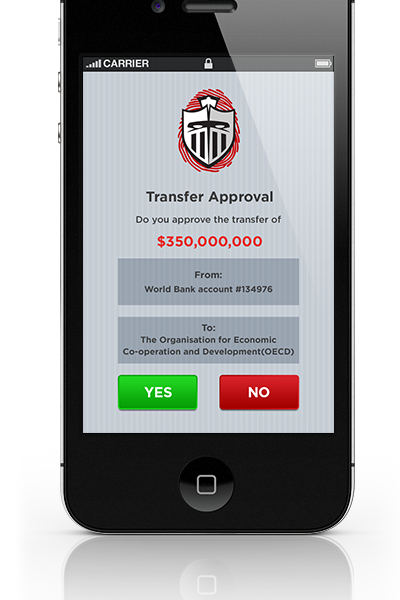 CARRIER
Transfer Approval
Do you approve the transfer of
$350,000,000
From:
World Bank account #134976
To:
The Organisation for Economic
Co-operation and Development(OECD)
YES
NO